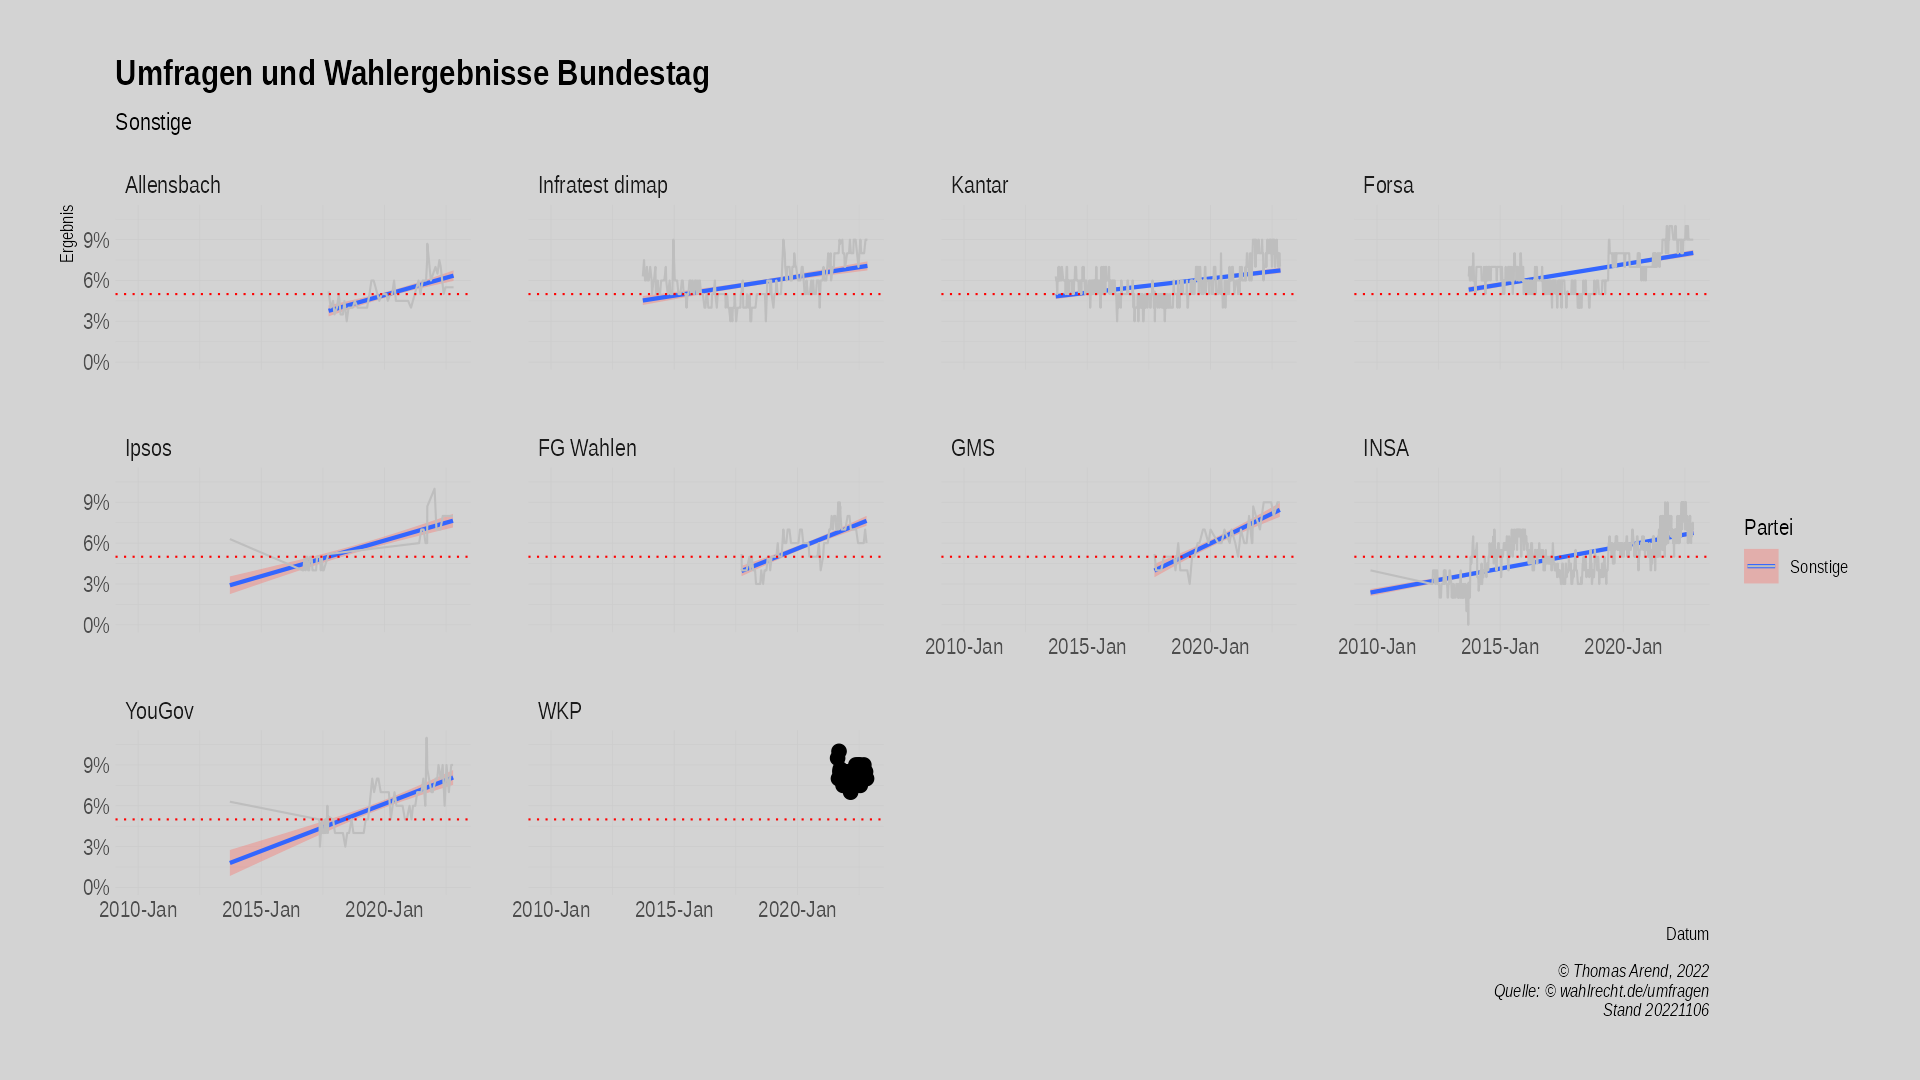 Umfragen und Wahlergebnisse Bundestag
Sonstige
Allensbach
Infratest dimap
Kantar
Forsa
Ergebnis
9%
6%
3%
0%
Ipsos
FG Wahlen
GMS
INSA
9%
6%
3%
0%
2010-Jan 2015-Jan 2020-Jan
2010-Jan 2015-Jan 2020-Jan
Partei
Sonstige
YouGov
WKP
9%
6%
3%
0%
2010-Jan 2015-Jan 2020-Jan
2010-Jan 2015-Jan 2020-Jan
Datum
© Thomas Arend, 2022
Quelle: © wahlrecht.de/umfragen
Stand 20221106